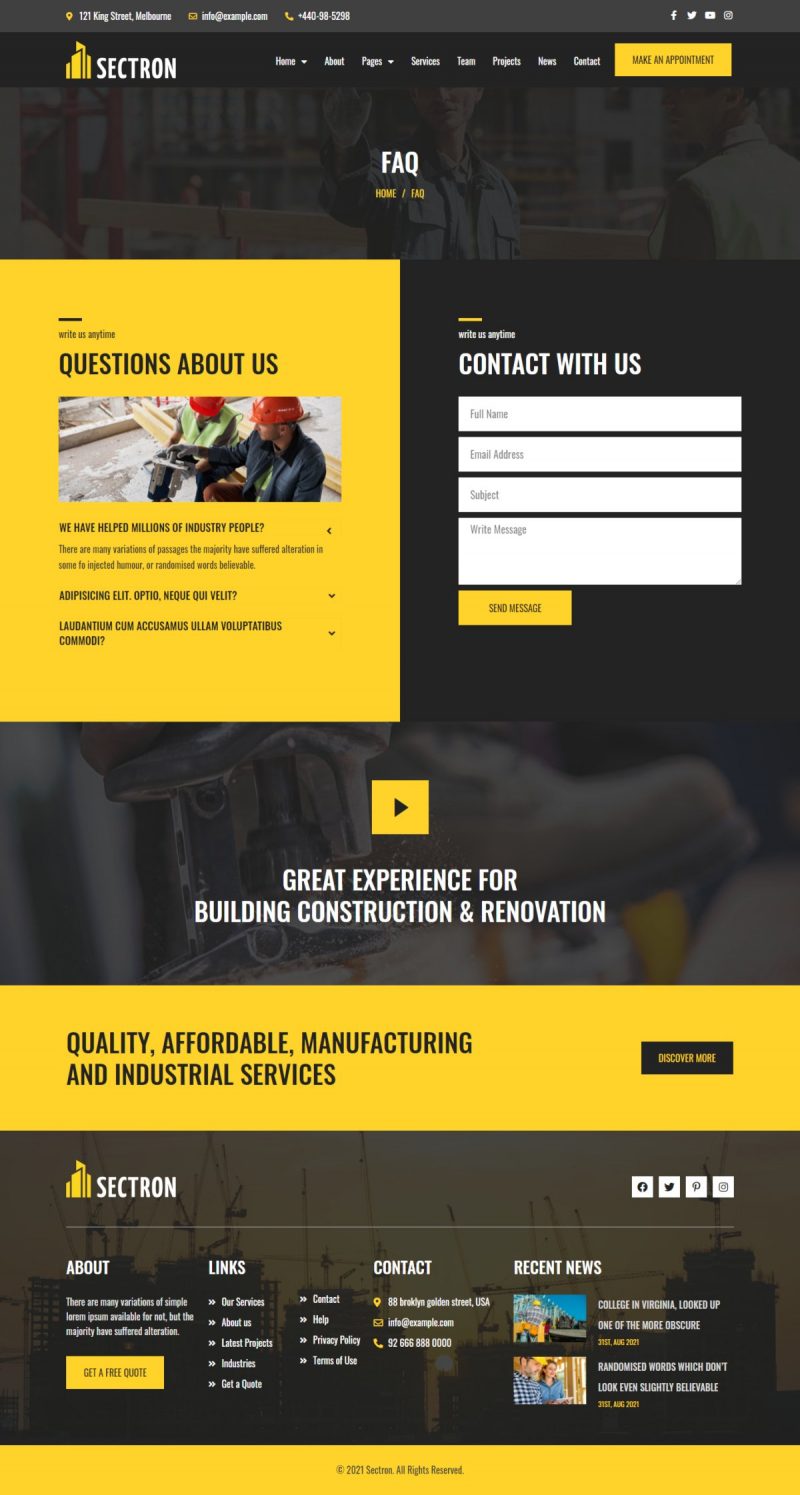 121 King Street, Melbourne info@example.com +440-98-5298
SECTRON
Home About Pages Services Team Projects News Contact
MAKE AN APPOINTMENT
FAQ
HOME / FAQ
write us anytime
QUESTIONS ABOUT US
WE HAVE HELPED MILLIONS OF INDUSTRY PEOPLE?
There are many variations of passages the majority have suffered alteration in
some fo injected humour, or randomised words believable.
ADIPISICING ELIT. OPTIO, NEQUE QUI VELIT?
LAUDANTIUM CUM ACCUSAMUS ULLAM VOLUPTATIBUS
COMMODI?
write us anytime
CONTACT WITH US
Full Name
Email Address
Subject
Write Message
SEND MESSAGE
GREAT EXPERIENCE FOR
BUILDING CONSTRUCTION & RENOVATION
QUALITY, AFFORDABLE, MANUFACTURING
AND INDUSTRIAL SERVICES
DISCOVER MORE
SECTRON
ABOUT
There are many variations of simple
lorem ipsum available for not, but the
majority have suffered alteration.
GET A FREE QUOTE
LINKS
Our Services
About us
Latest Projects
Industries
Get a Quote
Contact
Help
Privacy Policy
Terms of Use
CONTACT
88 broklyn golden street, USA
info@example.com
92 666 888 0000
RECENT NEWS
COLLEGE IN VIRGINIA, LOOKED UP
ONE OF THE MORE OBSCURE
31ST, AUG 2021
RANDOMISED WORDS WHICH DON'T
LOOK EVEN SLIGHTLY BELIEVABLE
31ST, AUG 2021
© 2021 Sectron. All Rights Reserved.